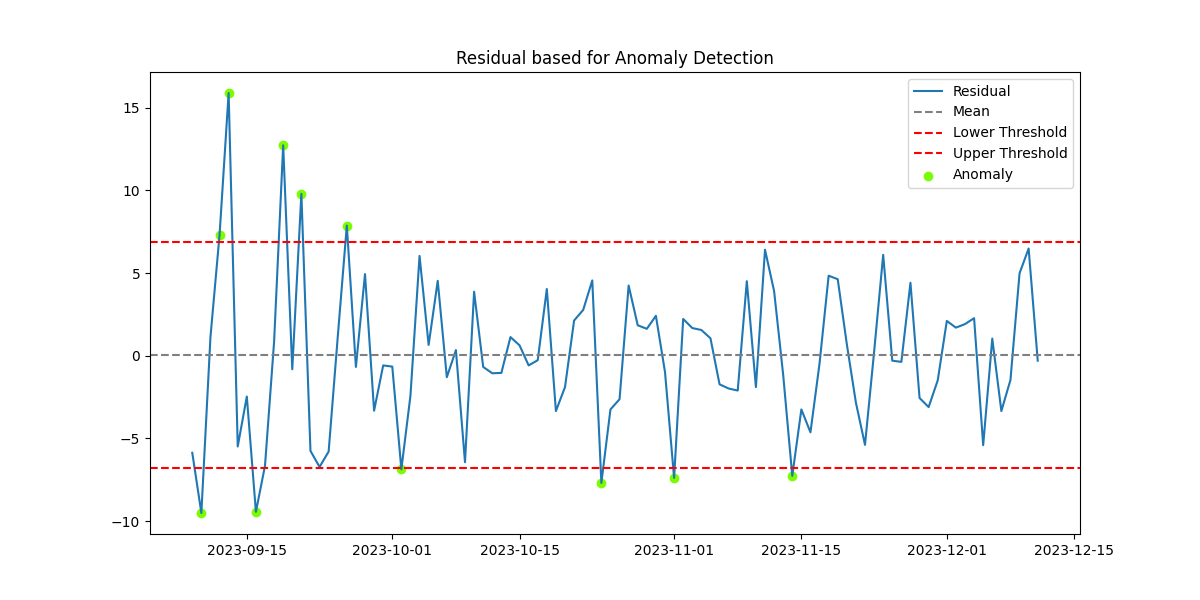 Residual based for Anomaly Detection
15
10
5
0
−5
−10
Residual
Mean
Lower Threshold
Upper Threshold
Anomaly
2023-09-15
2023-10-01
2023-10-15
2023-11-01
2023-11-15
2023-12-01
2023-12-15